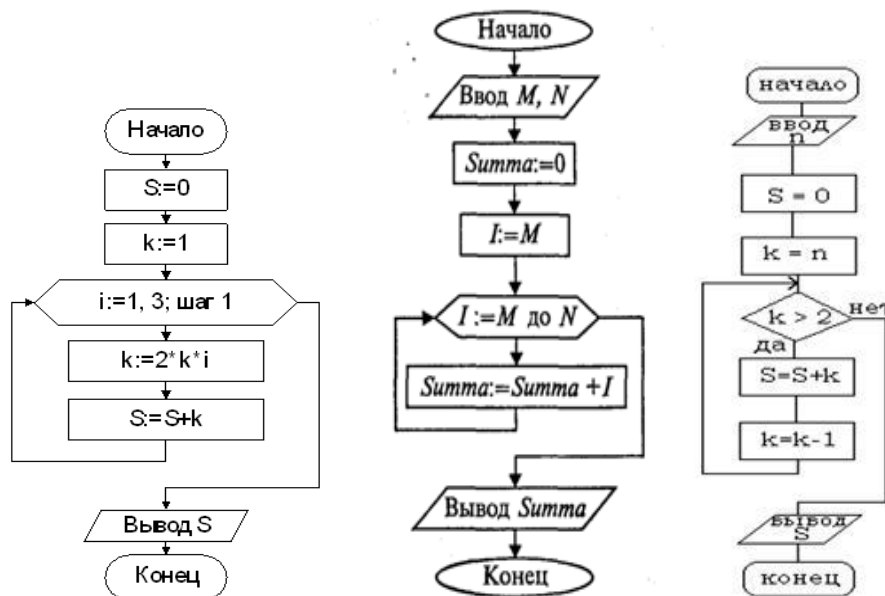 Начало
S:=0
k:=1
i:=1, 3; шаг 1
k:=2*k*i
S:=S+k
Вывод S
Конец
Начало
Ввод M, N
Summa:=0
I:=M
I:=M до N
Summa:=Summa+I
Вывод Summa
Конец
начало
ввод
n
S = 0
k = n
k > 2
нет
да
S=S+k
k=k-1
вывод
S
конец